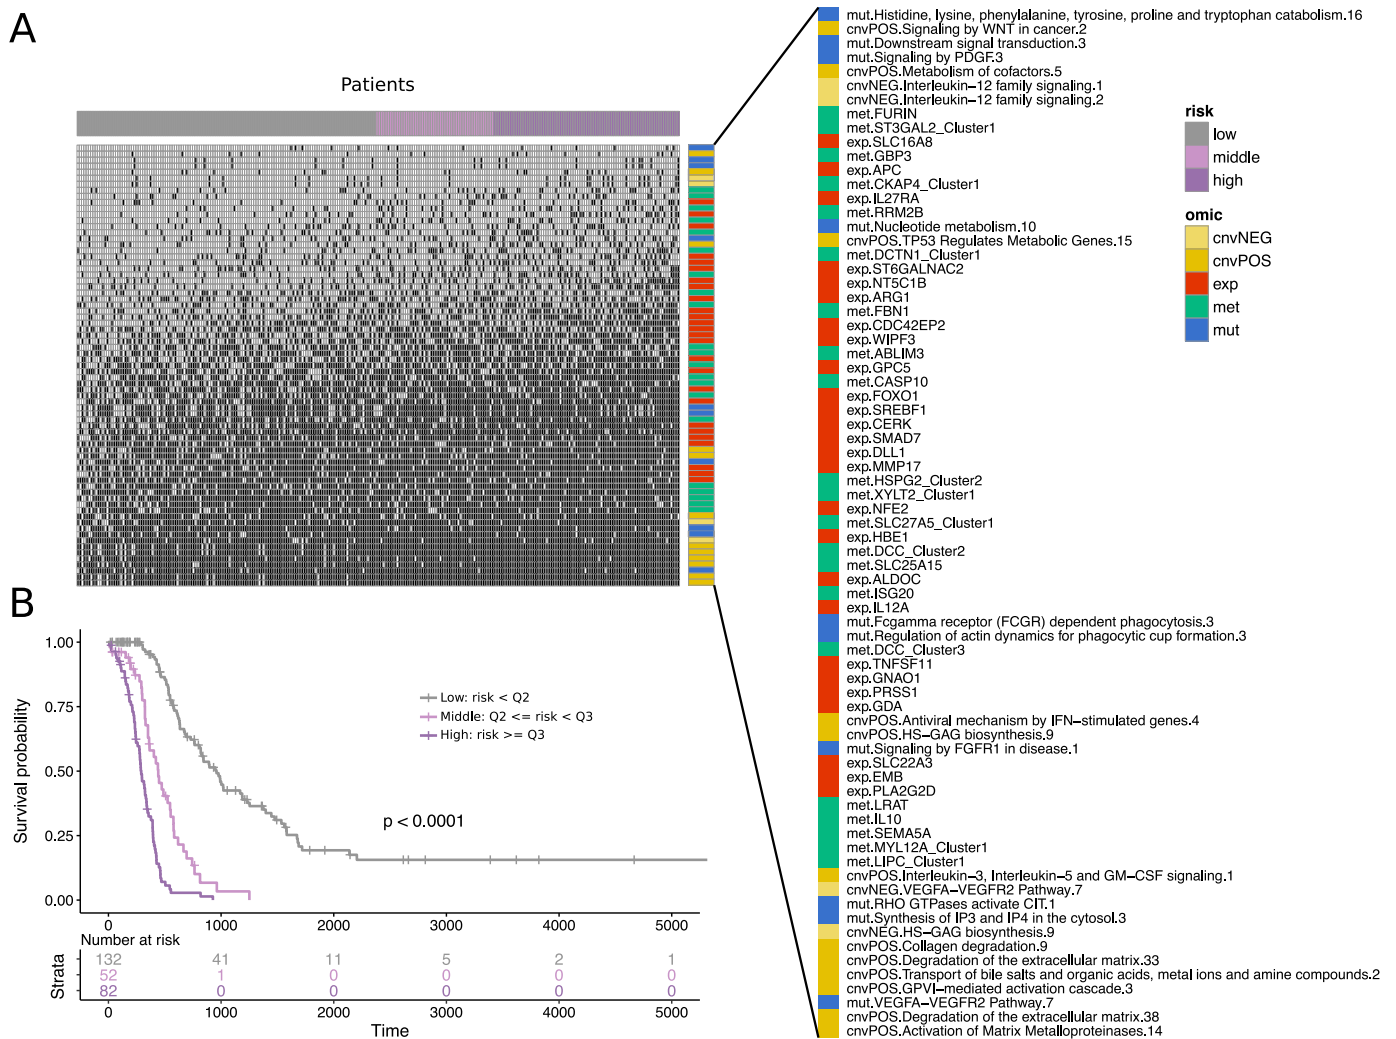 A
Patients
mut.Histidine, lysine, phenylalanine, tyrosine, proline and tryptophan catabolism.16
cnvPOS.Signaling by WNT in cancer.2
mut.Downstream signal transduction.3
mut.Signaling by PDGF.3
cnvPOS.Metabolism of cofactors.5
cnvNEG.Interleukin−12 family signaling.1
cnvNEG.Interleukin−12 family signaling.2
met.FURIN
met.ST3GAL2_Cluster1
exp.SLC16A8
met.GBP3
exp.APC
met.CKAP4_Cluster1
exp.IL27RA
met.RRM2B
mut.Nucleotide metabolism.10
cnvPOS.TP53 Regulates Metabolic Genes.15
met.DCTN1_Cluster1
exp.ST6GALNAC2
exp.NT5C1B
exp.ARG1
met.FBN1
exp.CDC42EP2
exp.WIPF3
met.ABLIM3
exp.GPC5
met.CASP10
exp.FOXO1
exp.SREBF1
exp.CERK
exp.SMAD7
exp.DLL1
exp.MMP17
met.HSPG2_Cluster2
met.XYLT2_Cluster1
exp.NFE2
met.SLC27A5_Cluster1
exp.HBE1
met.DCC_Cluster2
met.SLC25A15
exp.ALDOC
met.ISG20
exp.IL12A
mut.Fcgamma receptor (FCGR) dependent phagocytosis.3
mut.Regulation of actin dynamics for phagocytic cup formation.3
met.DCC_Cluster3
exp.TNFSF11
exp.GNAO1
exp.PRSS1
exp.GDA
cnvPOS.Antiviral mechanism by IFN−stimulated genes.4
cnvPOS.HS−GAG biosynthesis.9
mut.Signaling by FGFR1 in disease.1
exp.SLC22A3
exp.EMB
exp.PLA2G2D
met.LRAT
met.IL10
met.SEMA5A
met.MYL12A_Cluster1
met.LIPC_Cluster1
cnvPOS.Interleukin−3, Interleukin−5 and GM−CSF signaling.1
cnvNEG.VEGFA−VEGFR2 Pathway.7
mut.RHO GTPases activate CIT.1
mut.Synthesis of IP3 and IP4 in the cytosol.3
cnvNEG.HS−GAG biosynthesis.9
cnvPOS.Collagen degradation.9
cnvPOS.Degradation of the extracellular matrix.33
cnvPOS.Transport of bile salts and organic acids, metal ions and amine compounds.2
cnvPOS.GPVI−mediated activation cascade.3
mut.VEGFA−VEGFR2 Pathway.7
cnvPOS.Degradation of the extracellular matrix.38
cnvPOS.Activation of Matrix Metalloproteinases.14
risk
low
middle
high
omic
cnvNEG
cnvPOS
exp
met
mut
B
Survival probability
1.00
0.75
0.50
0.25
0.00
Low: risk < Q2
Middle: Q2 <= risk < Q3
High: risk >= Q3
p < 0.0001
0 1000 2000 3000 4000 5000
Number at risk
Strata
132 41 11 5 2 1
52 1 0 0 0 0
82 0 0 0 0 0
0 1000 2000 3000 4000 5000
Time